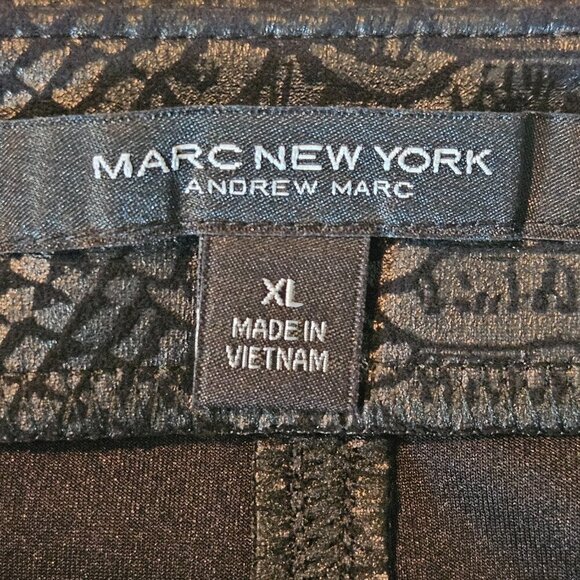 MARC NEW YORK
ANDREW MARC
XL
MADE IN
VIETNAM